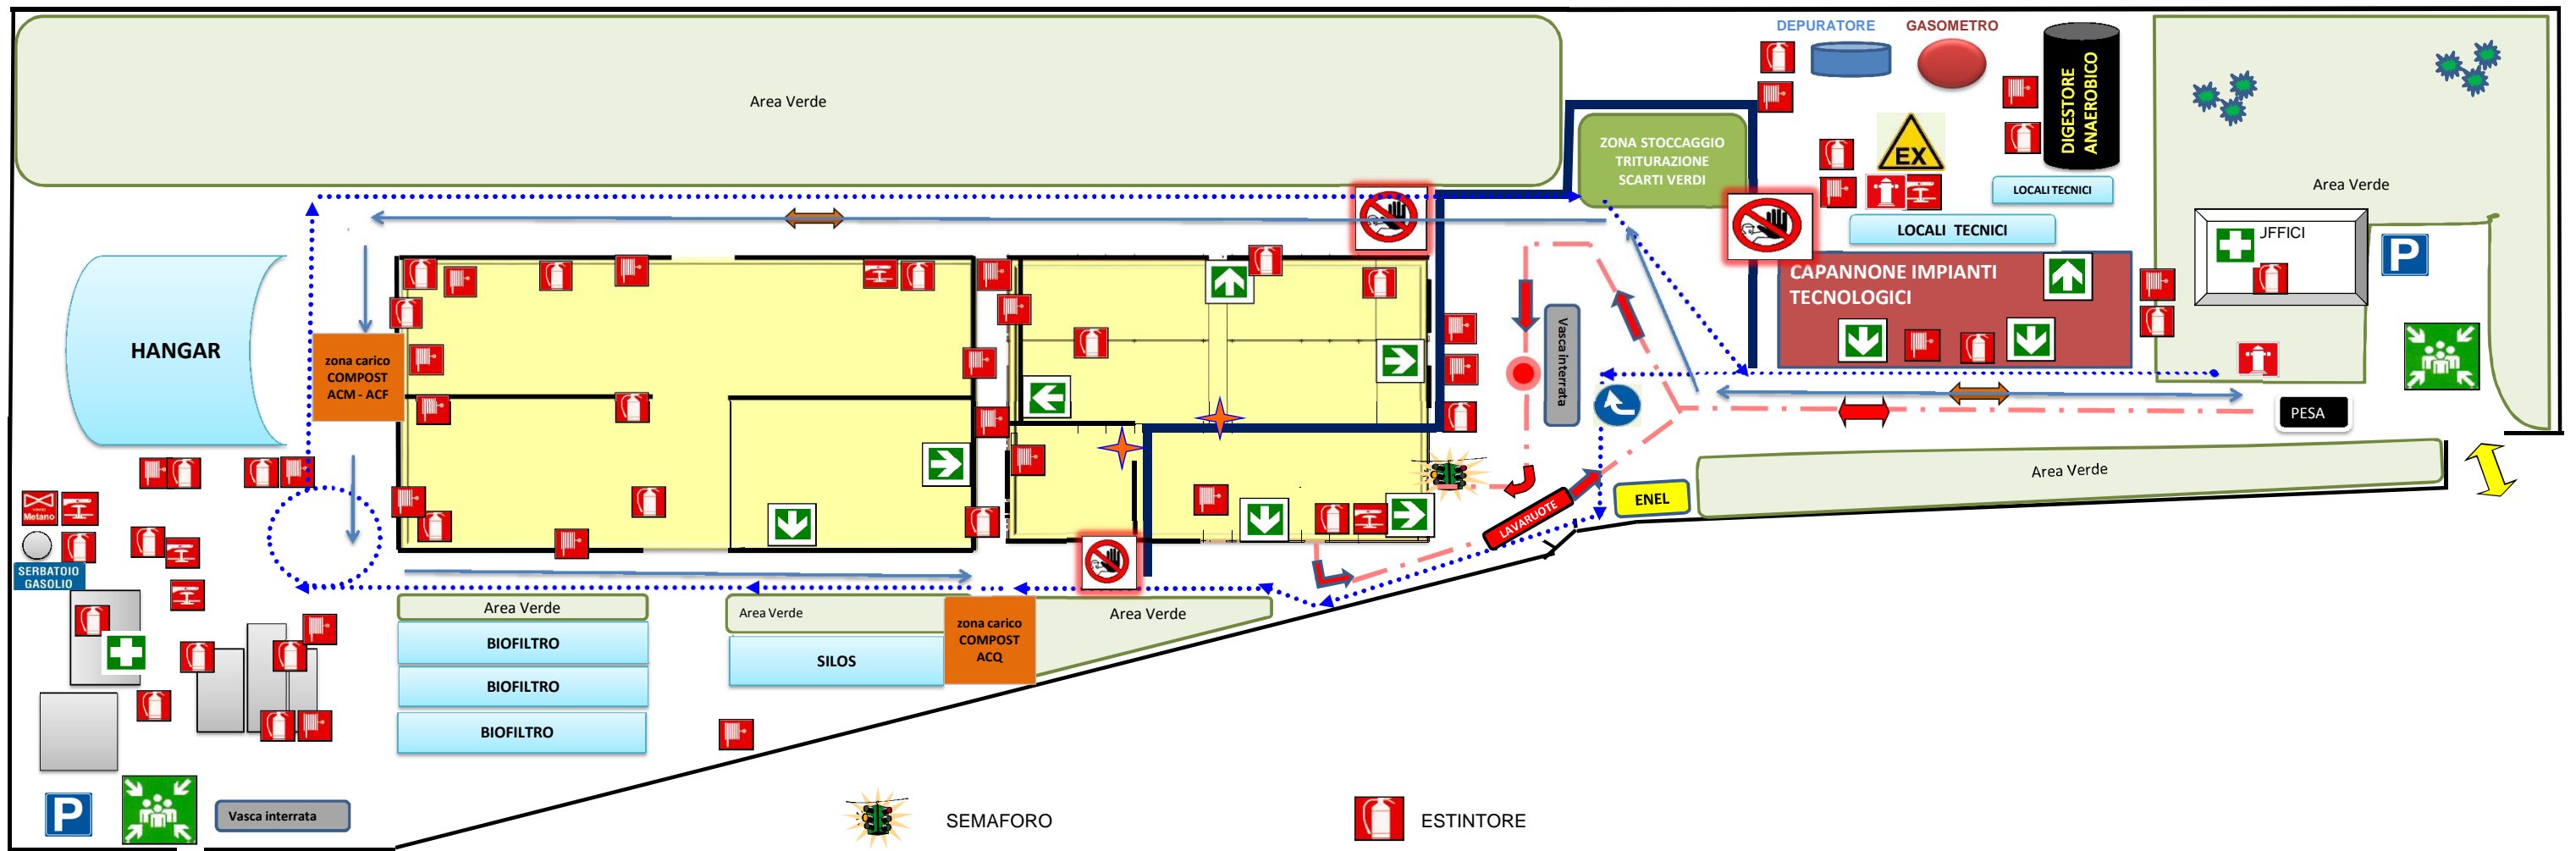 DEPURATORE
GASOMETRO
DIGESTORE
ANAEROBICO
Area Verde
ZONA STOCCAGGIO
TRITURAZIONE
SCARTI VERDI
EX
LOCALI TECNICI
Area Verde
LOCALI TECNICI
UFFICI
P
CAPANNONE IMPIANTI
TECNOLOGICI
HANGAR
zona carico
COMPOST
ACM - ACF
Vasca interrata
PESA
Area Verde
ENEL
LAVARUOTE
Metano
SERBATOIO
GASOLIO
Area Verde
Area Verde
zona carico
COMPOST
ACQ
Area Verde
BIOFILTRO
SILOS
BIOFILTRO
BIOFILTRO
P
Vasca interrata
SEMAFORO
ESTINTORE